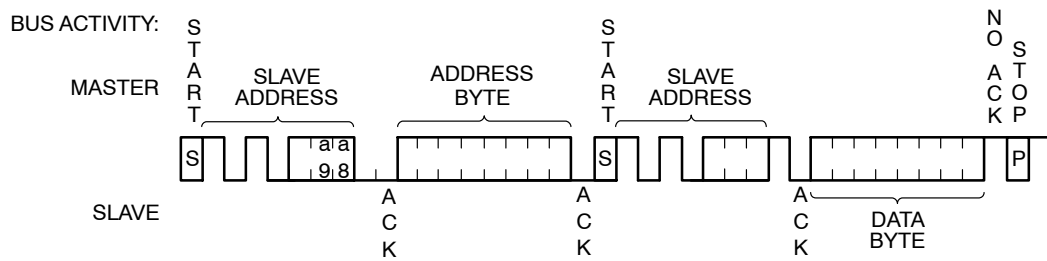 BUS ACTIVITY:
MASTER
START
SLAVE
ADDRESS
ADDRESS
BYTE
START
SLAVE
ADDRESS
NO ACK
STOP
S
a9
a8
S
P
SLAVE
ACK
ACK
ACK
DATA
BYTE